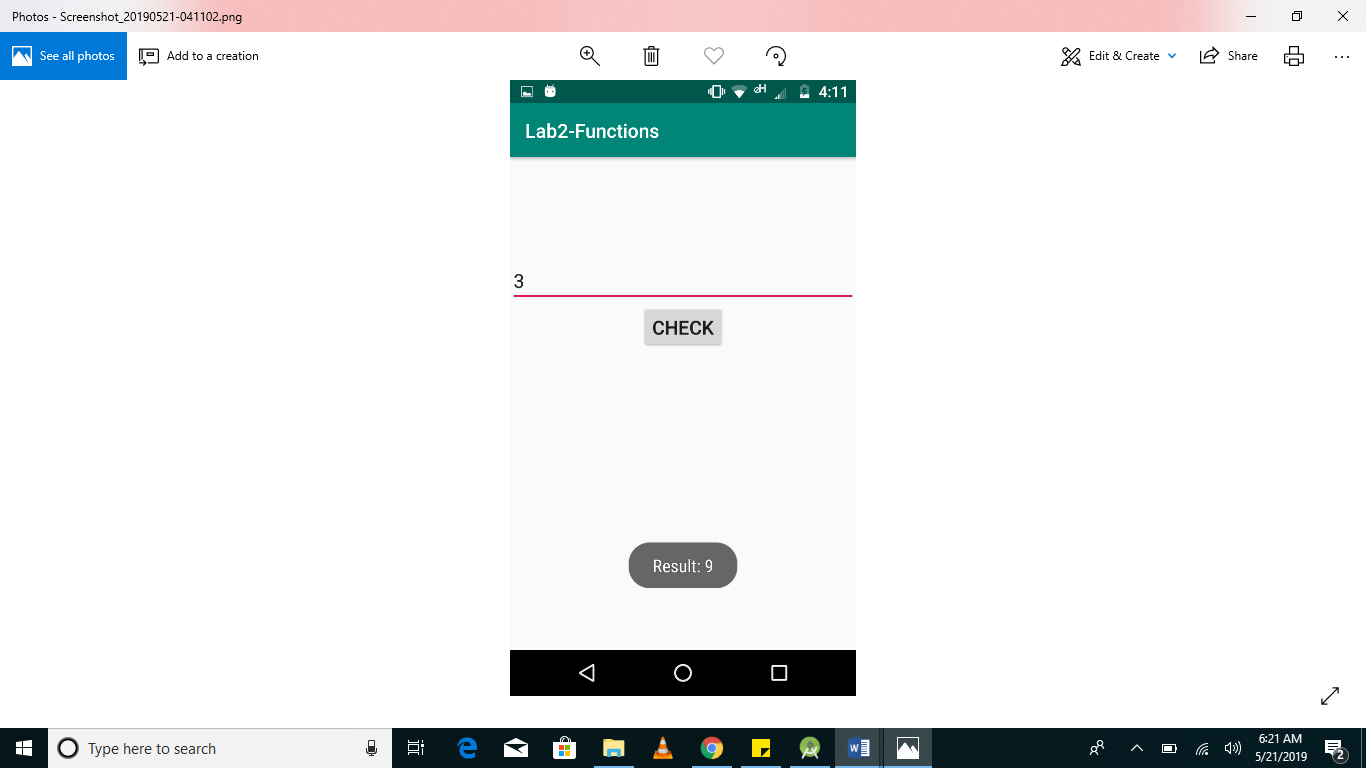 Photos - Screenshot_20190521-041102.png
See all photos
Add to a creation
Edit & Create
Share
4:11
Lab2-Functions
3
CHECK
Result: 9
Type here to search
6:21 AM
5/21/2019
2